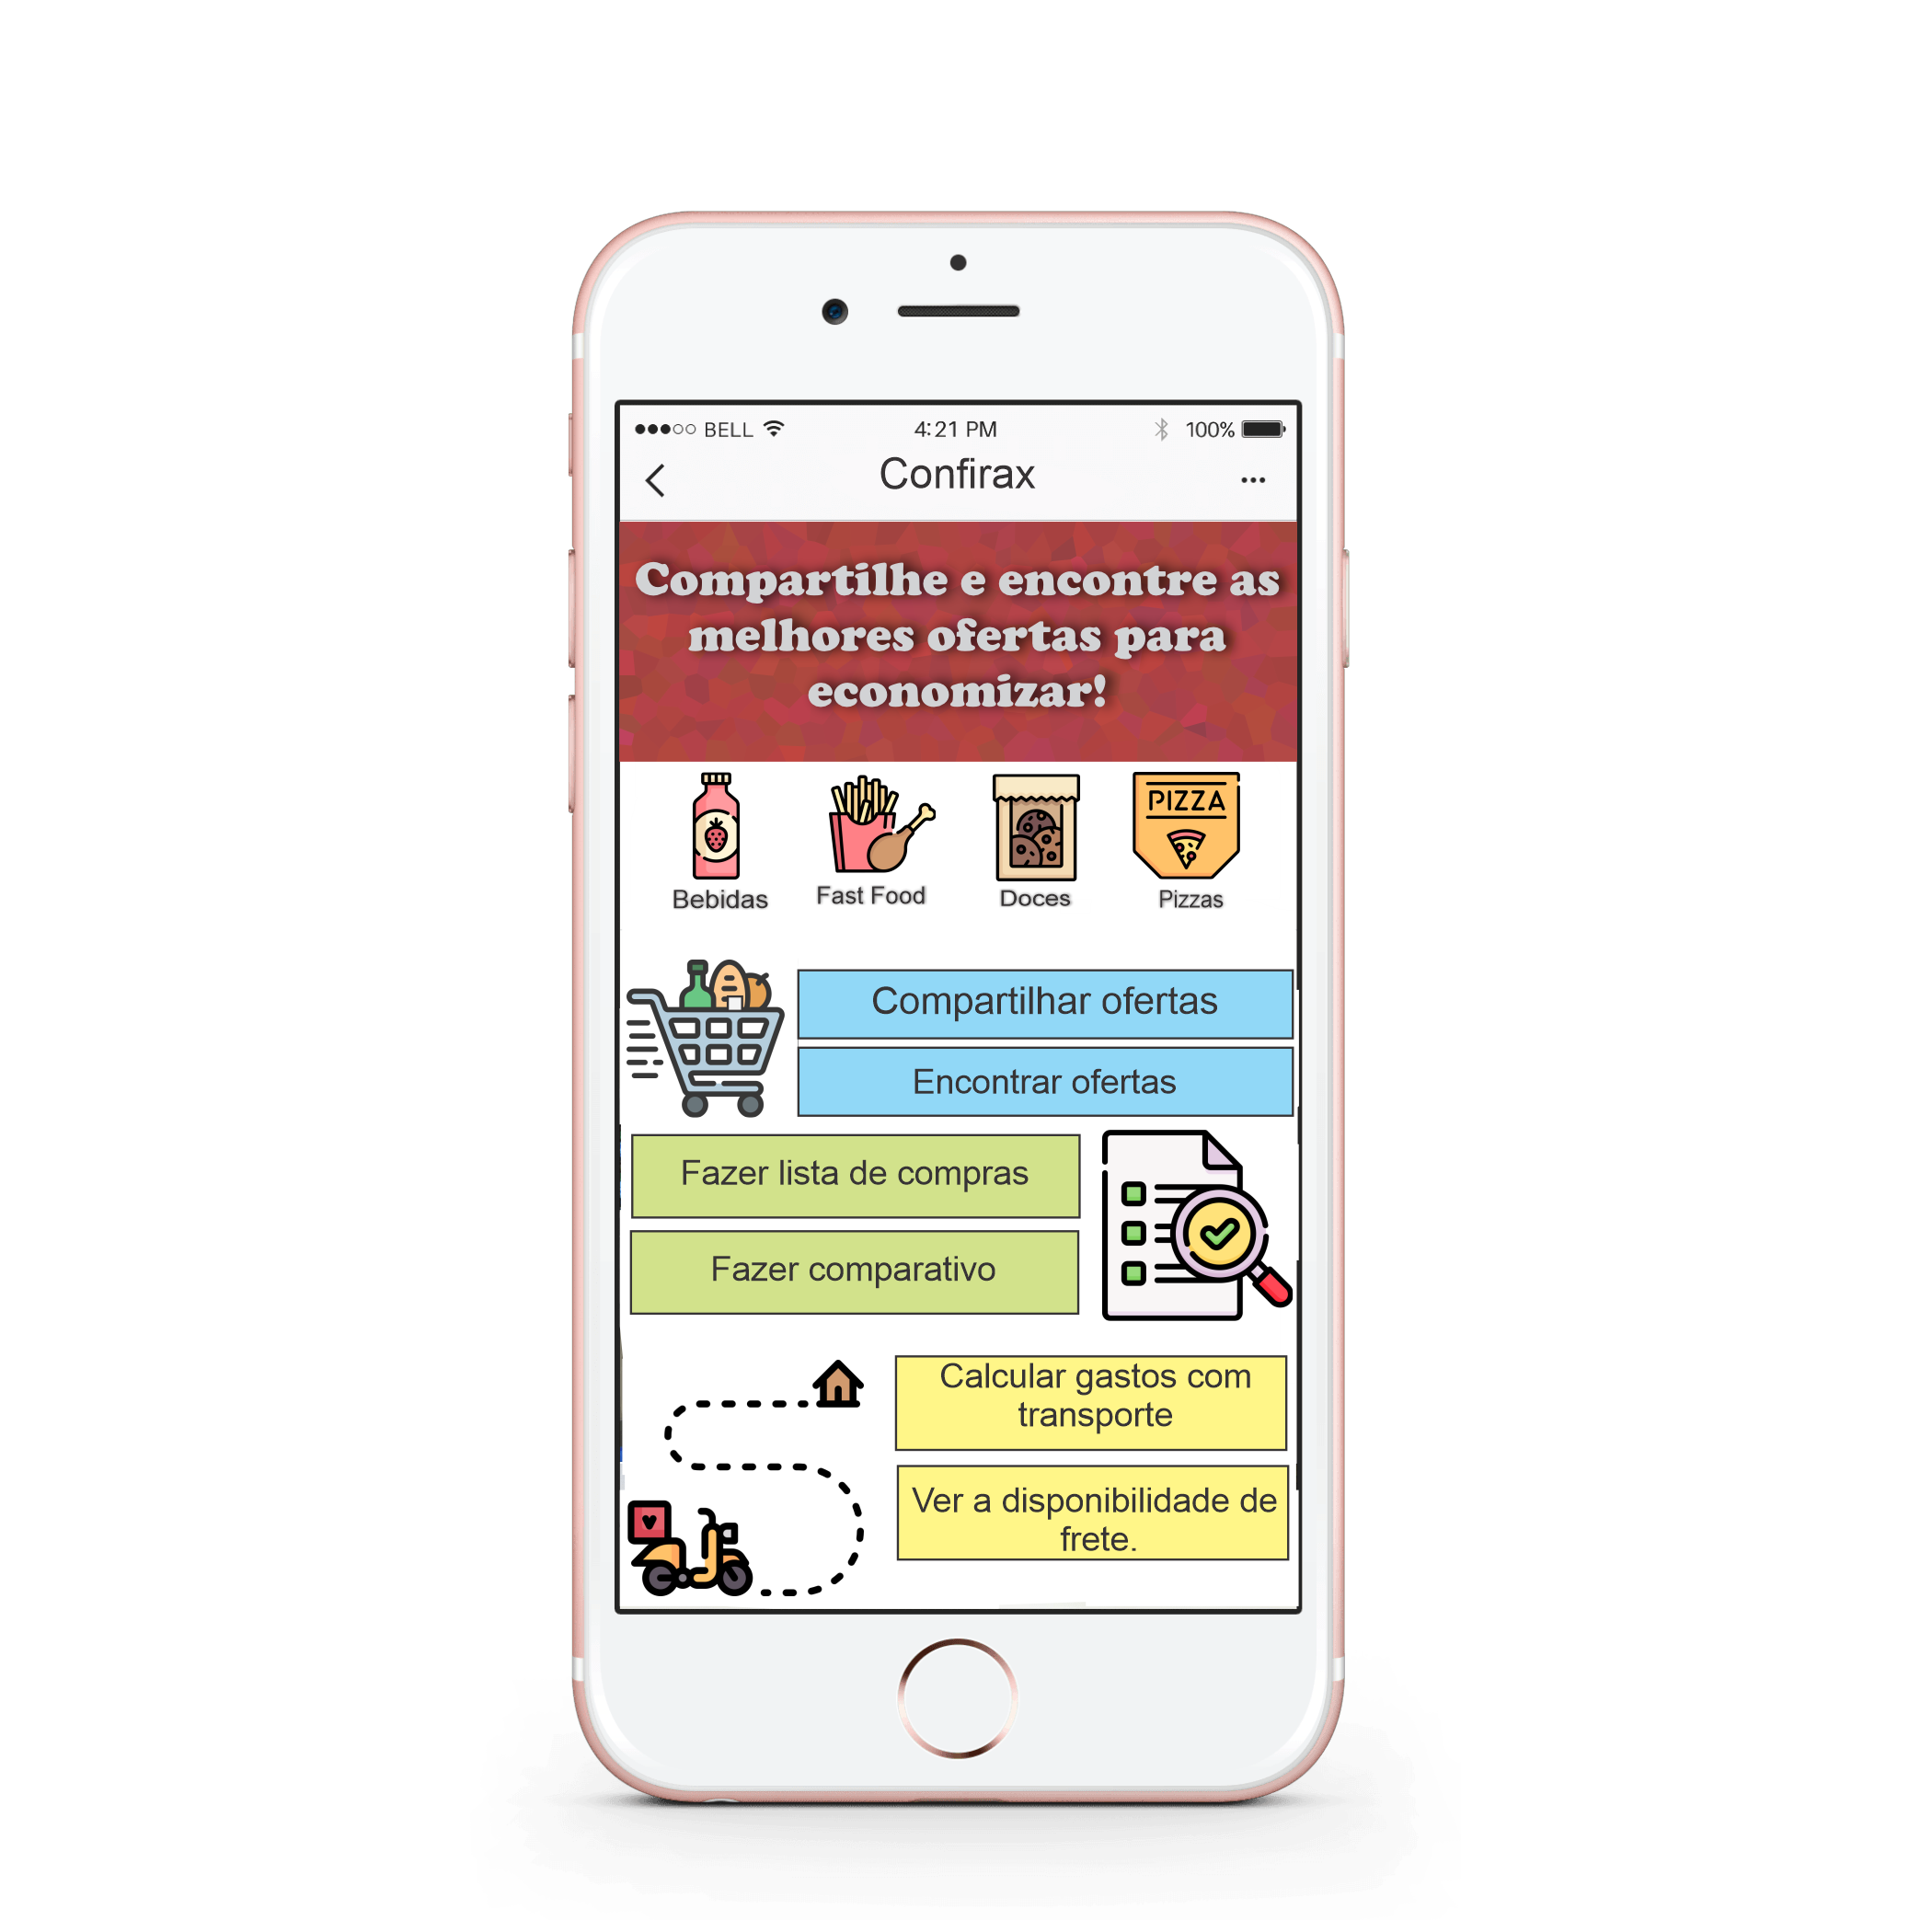 BELL 4:21 PM 100%
Confirax
Compartilhe e encontre as
melhores ofertas para
economizar!
PIZZA
Bebidas Fast Food Doces Pizzas
Compartilhar ofertas
Encontrar ofertas
Fazer lista de compras
Fazer comparativo
Calcular gastos com
transporte
Ver a disponibilidade de
frete.